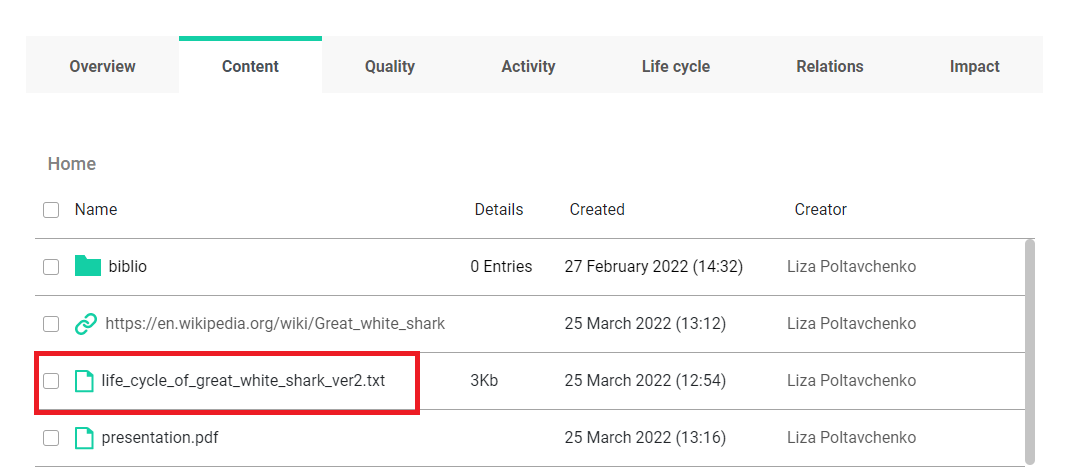 Overview Content Quality Activity Life cycle Relations Impact
Home
Name Details Created Creator
biblio 0 Entries 27 February 2022 (14:32) Liza Poltavchenko
https://en.wikipedia.org/wiki/Great_white_shark 25 March 2022 (13:12) Liza Poltavchenko
life_cycle_of_great_white_shark_ver2.txt 3Kb 25 March 2022 (12:54) Liza Poltavchenko
presentation.pdf 25 March 2022 (13:16) Liza Poltavchenko